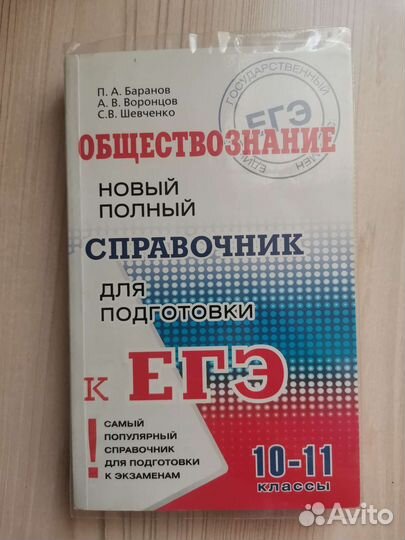 П. А. Баранов
А. В. Воронцов
С.В. Шевченко
ГОСУДАРСТВЕННЫЙ
ЕГЭ
ОБЩЕСТВОЗНАНИЕ
НОВЫЙ
ПОЛНЫЙ
СПРАВОЧНИК
ДЛЯ
ПОДГОТОВКИ
К ЕГЭ
! САМЫЙ
ПОПУЛЯРНЫЙ
СПРАВОЧНИК
ДЛЯ ПОДГОТОВКИ
К ЭКЗАМЕНАМ
10-11
КЛАССЫ
Avito